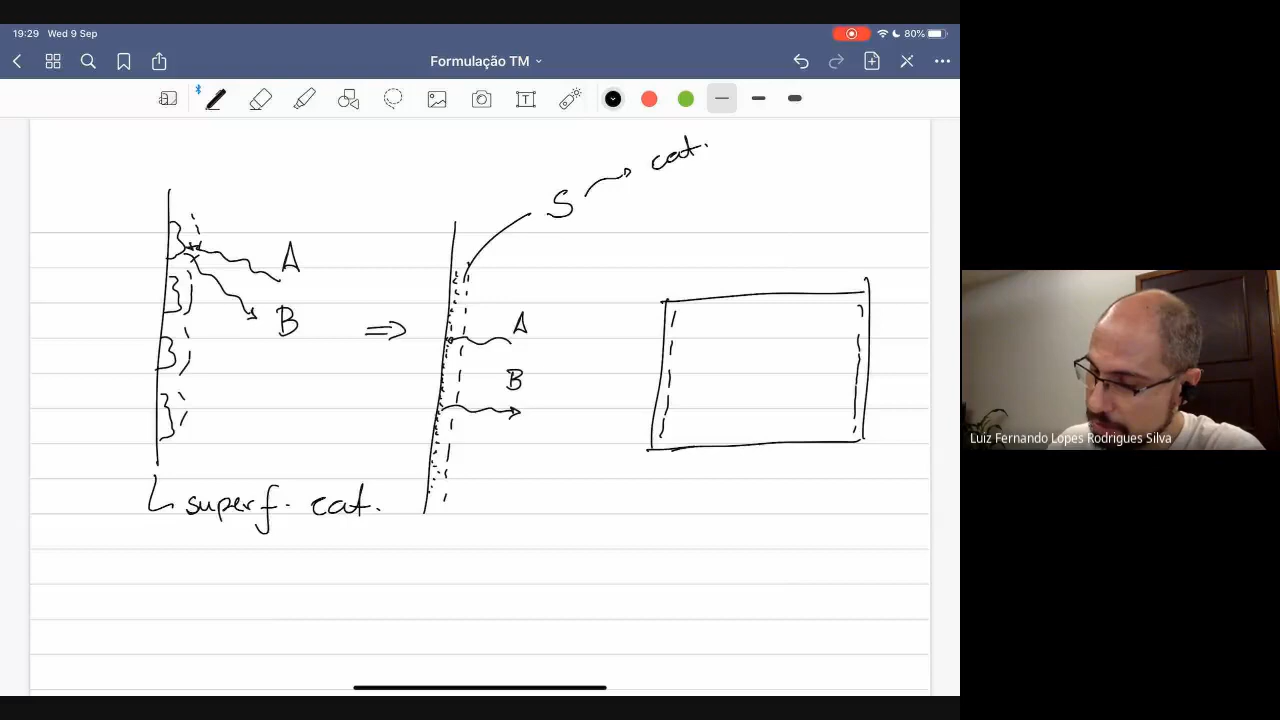 19:29 Wed 9 Sep
80%
Formulação TM
cat.
S
A
B
⇒
A
B
superf. cat.
Luiz Fernando Lopes Rodrigues Silva